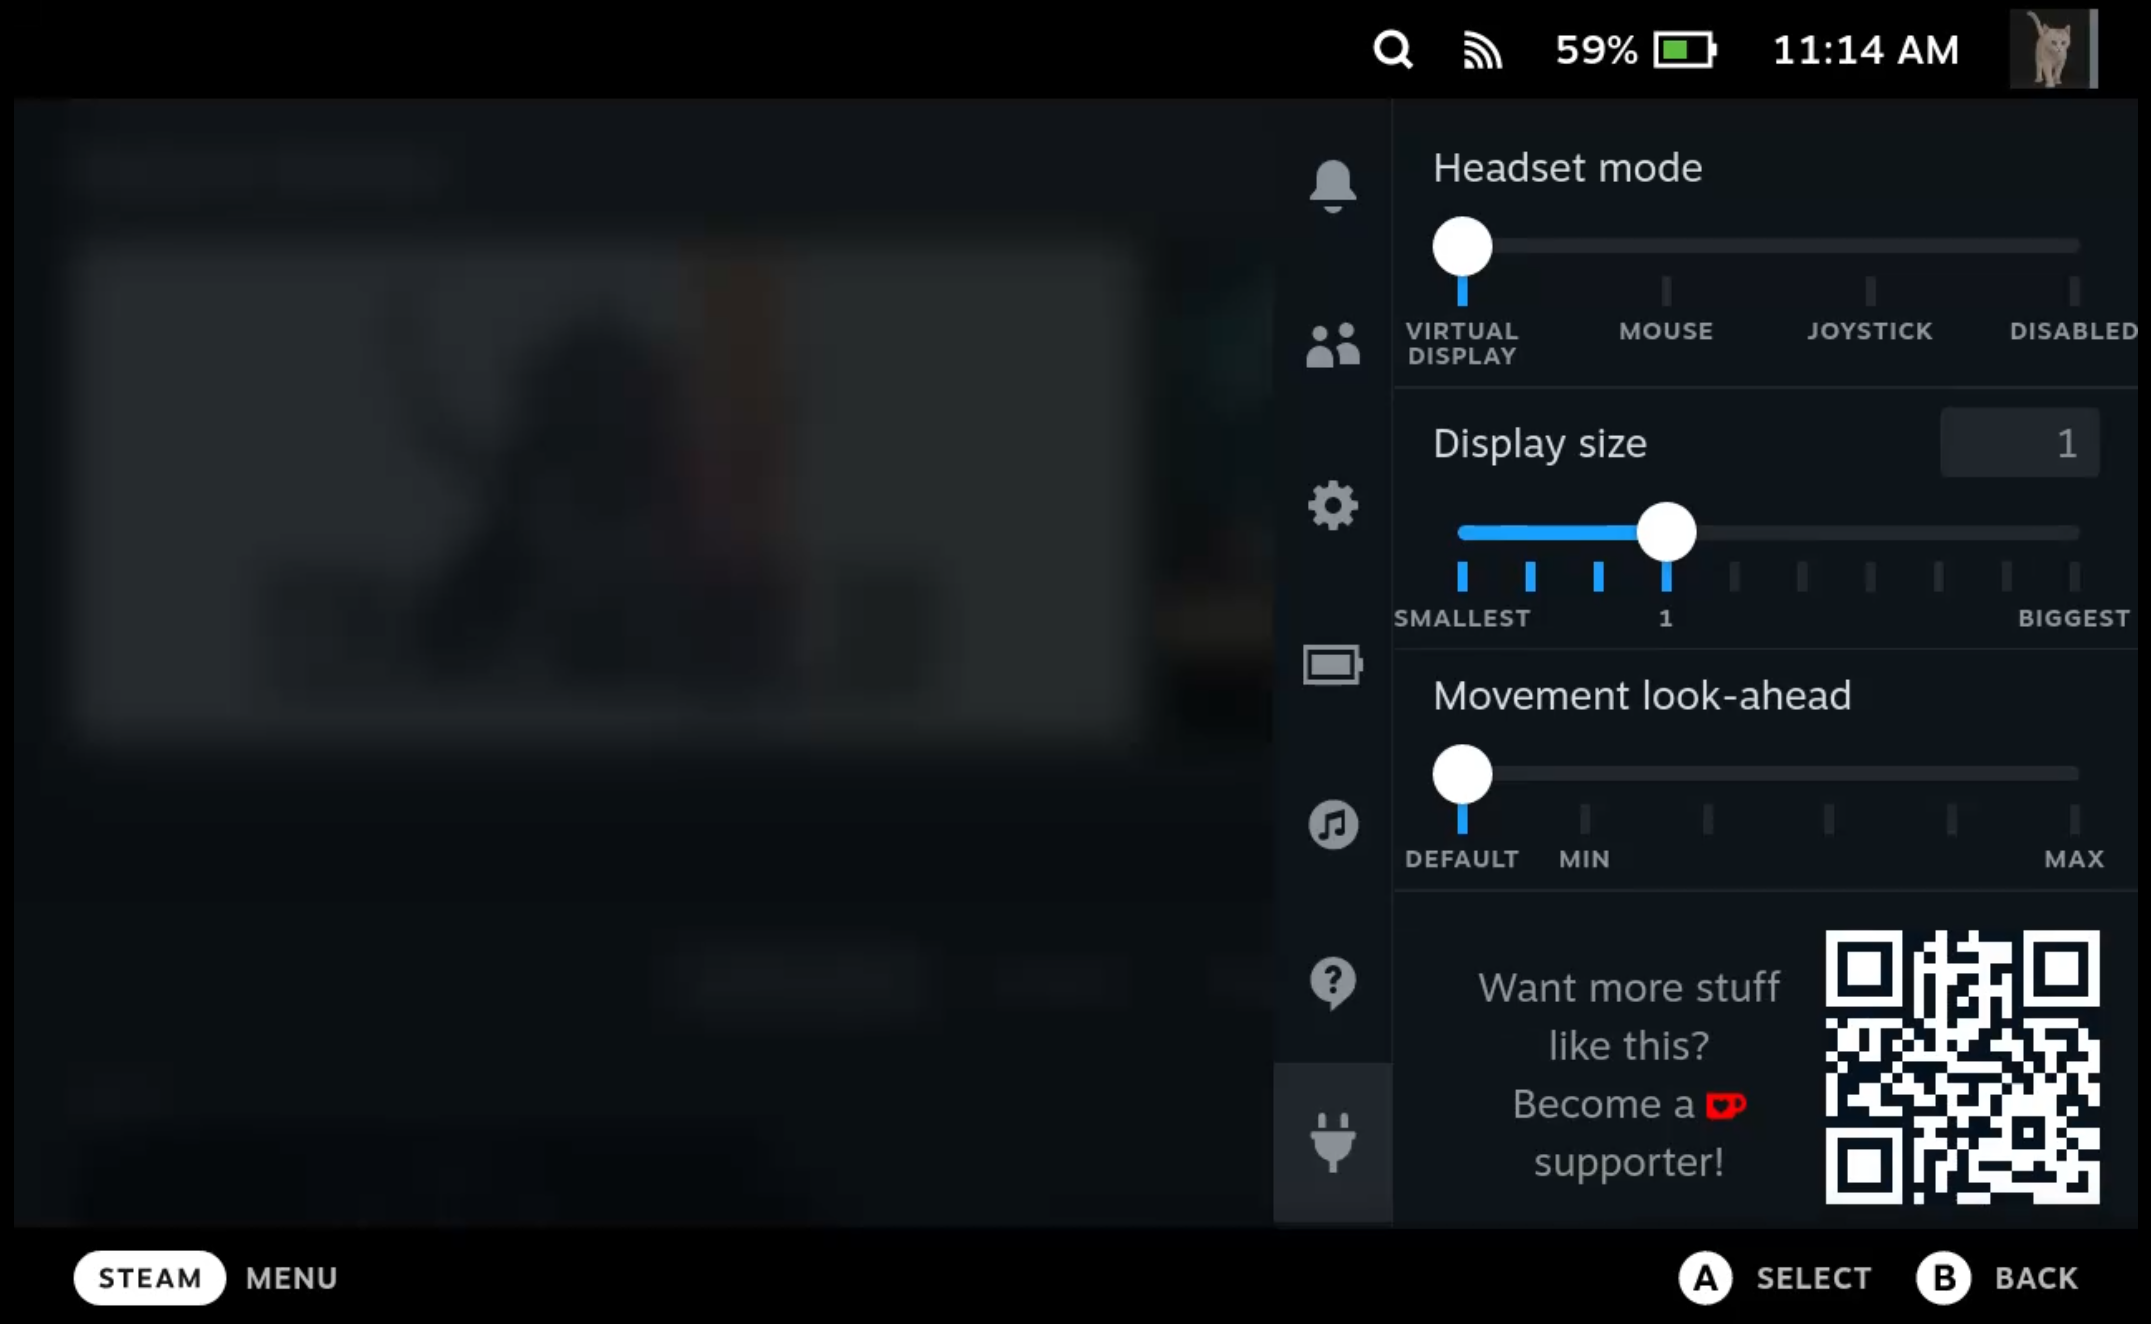 59%
11:14 AM
Headset mode
VIRTUAL DISPLAY
MOUSE
JOYSTICK
DISABLED
Display size
1
SMALLEST
1
BIGGEST
Movement look-ahead
DEFAULT
MIN
MAX
Want more stuff
like this?
Become a
supporter!
STEAM MENU
A SELECT
B BACK